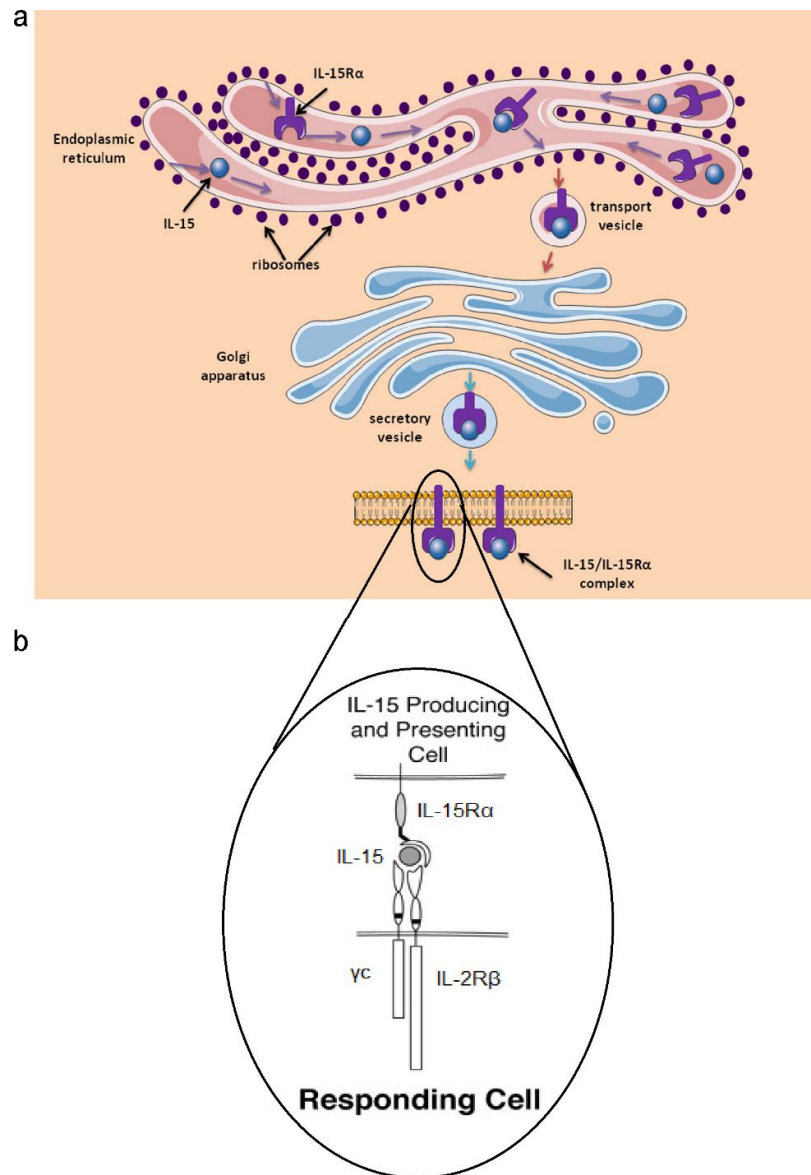 a
IL-15Rα
Endoplasmic
reticulum
IL-15
ribosomes
transport
vesicle
Golgi
apparatus
secretory
vesicle
IL-15/IL-15Rα
complex
b
IL-15 Producing
and Presenting
Cell
IL-15Rα
IL-15
γc
IL-2Rβ
Responding Cell